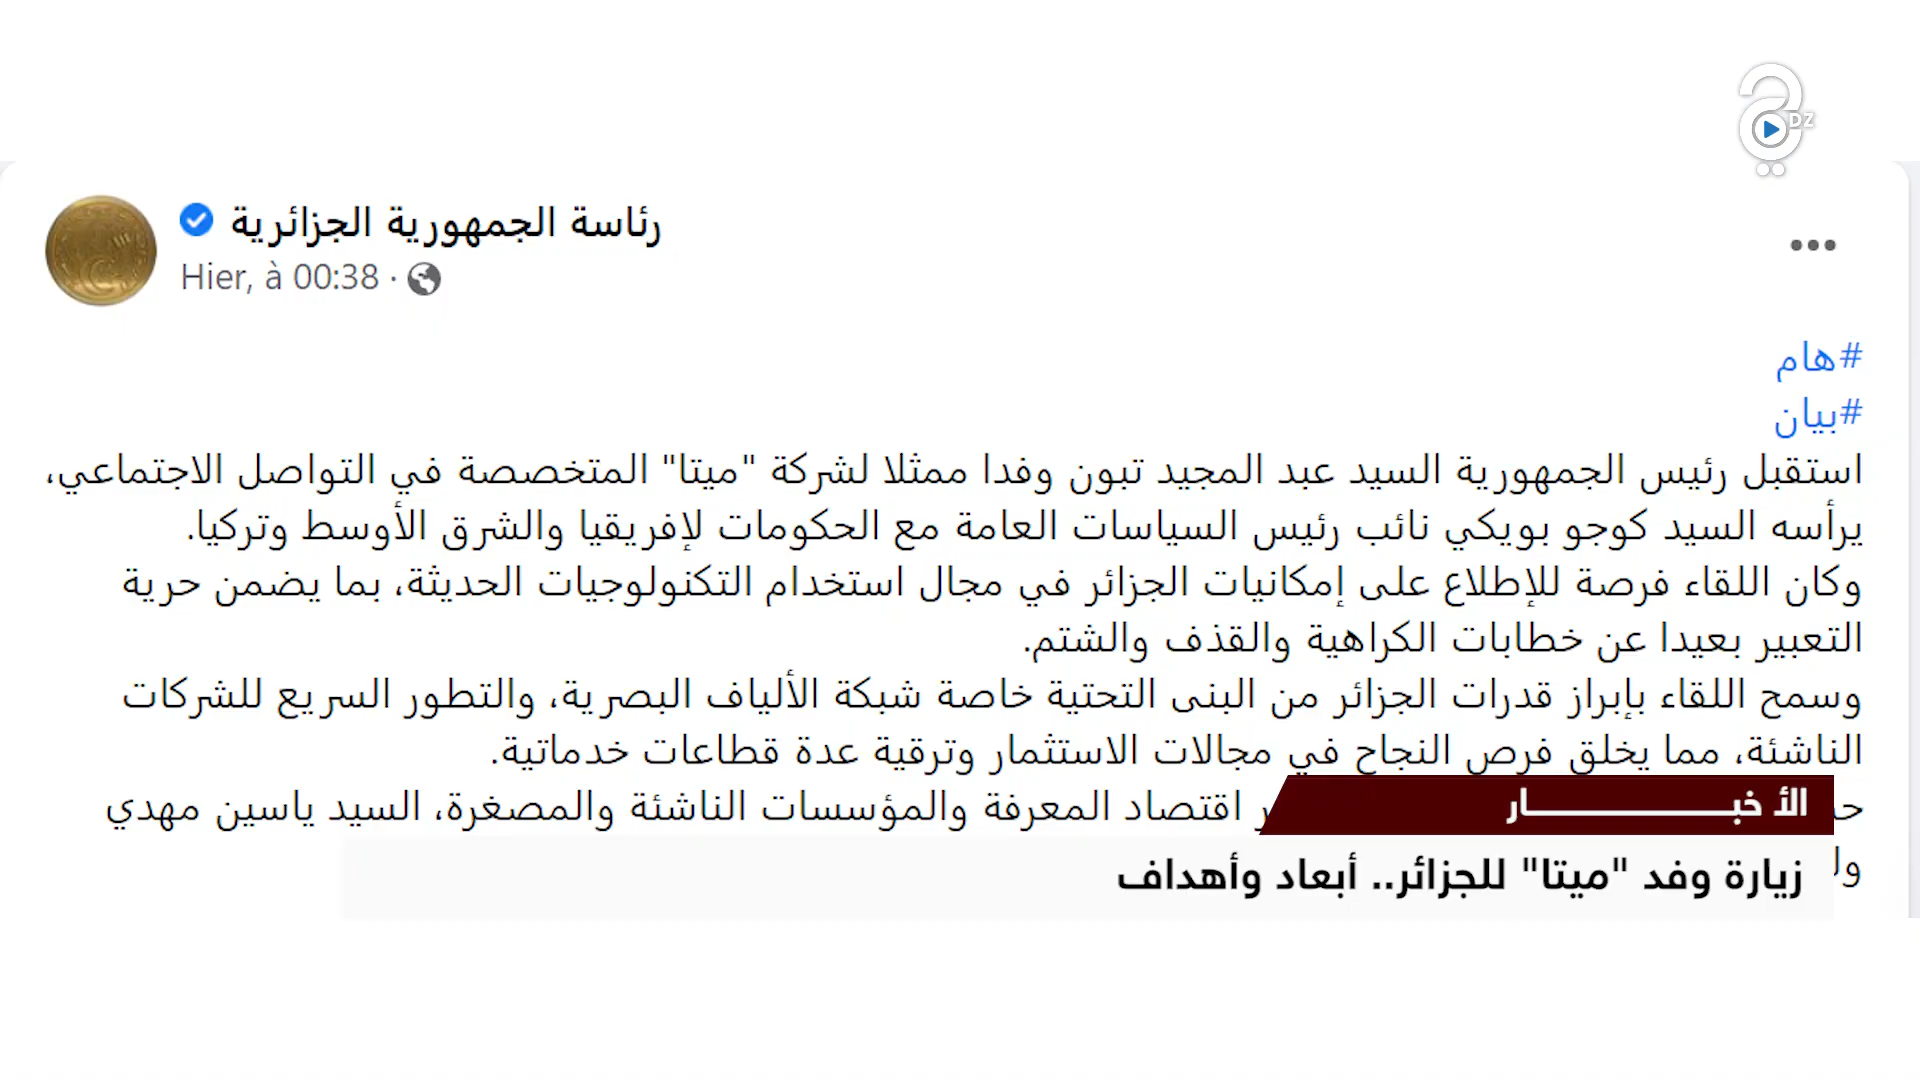 DZ
رئاسة الجمهورية الجزائرية
Hier, à 00:38 ·
#هام
#بيان
استقبل رئيس الجمهورية السيد عبد المجيد تبون وفدا ممثلا لشركة "ميتا" المتخصصة في التواصل الاجتماعي،
يرأسه السيد كوجو بويكي نائب رئيس السياسات العامة مع الحكومات لإفريقيا والشرق الأوسط وتركيا.
وكان اللقاء فرصة للإطلاع على إمكانيات الجزائر في مجال استخدام التكنولوجيات الحديثة، بما يضمن حرية
التعبير بعيدا عن خطابات الكراهية والقذف والشتم.
وسمح اللقاء بإبراز قدرات الجزائر من البنى التحتية خاصة شبكة الألياف البصرية، والتطور السريع للشركات
الناشئة، مما يخلق فرص النجاح في مجالات الاستثمار وترقية عدة قطاعات خدماتية.
اقتصاد المعرفة والمؤسسات الناشئة والمصغرة، السيد ياسين مهدي
الأخبـــــــــــــار
زيارة وفد "ميتا" للجزائر.. أبعاد وأهداف